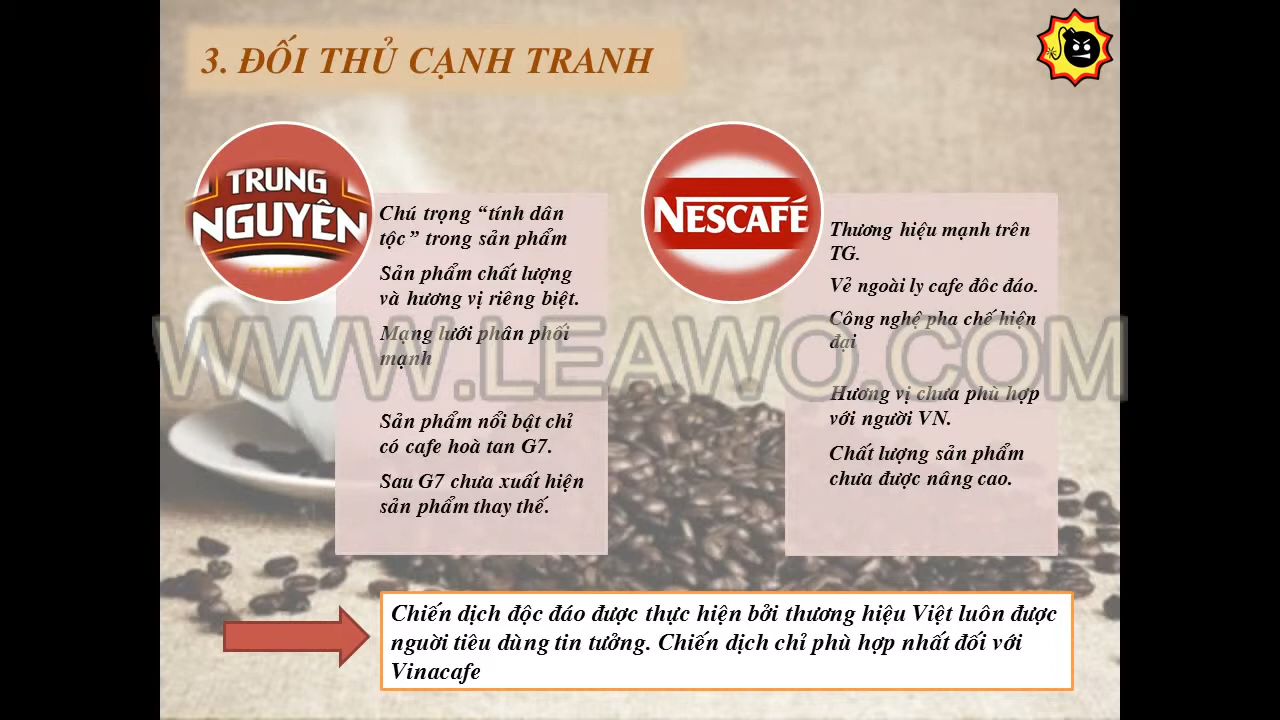 3. ĐỐI THỦ CẠNH TRANH
TRUNG
NGUYÊN
COFFEE
Chú trọng “tính dân
tộc” trong sản phẩm
Sản phẩm chất lượng
và hương vị riêng biệt.
Mạng lưới phân phối
mạnh
Sản phẩm nổi bật chỉ
có cafe hoà tan G7.
Sau G7 chưa xuất hiện
sản phẩm thay thế.
NESCAFÉ
Thương hiệu mạnh trên
TG.
Vẻ ngoài ly cafe đôc đáo.
Công nghệ pha chế hiện
đại
Hương vị chưa phù hợp
với người VN.
Chất lượng sản phẩm
chưa được nâng cao.
WWW.LEAWO.COM
Chiến dịch độc đáo được thực hiện bởi thương hiệu Việt luôn được
nguời tiêu dùng tin tưởng. Chiến dịch chỉ phù hợp nhất đối với
Vinacafe